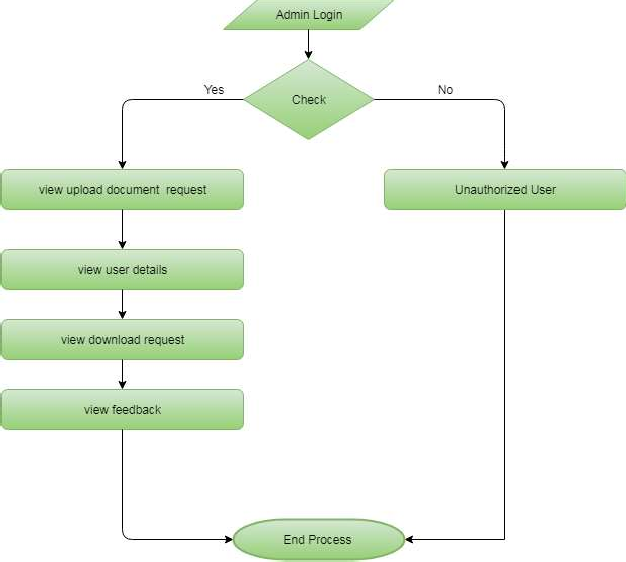 Admin Login
Check
Yes
No
view upload document request
Unauthorized User
view user details
view download request
view feedback
End Process